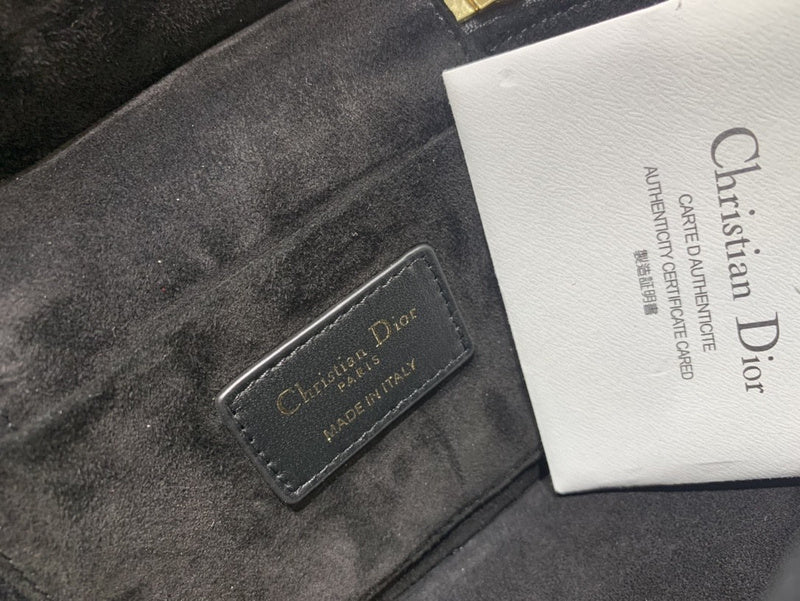 Christian Dior
PARIS
MADE IN ITALY
Christian Dior
CARTE D AUTHENTICITE
AUTHENTICITY CERTIFICATE CARED
製造証明書